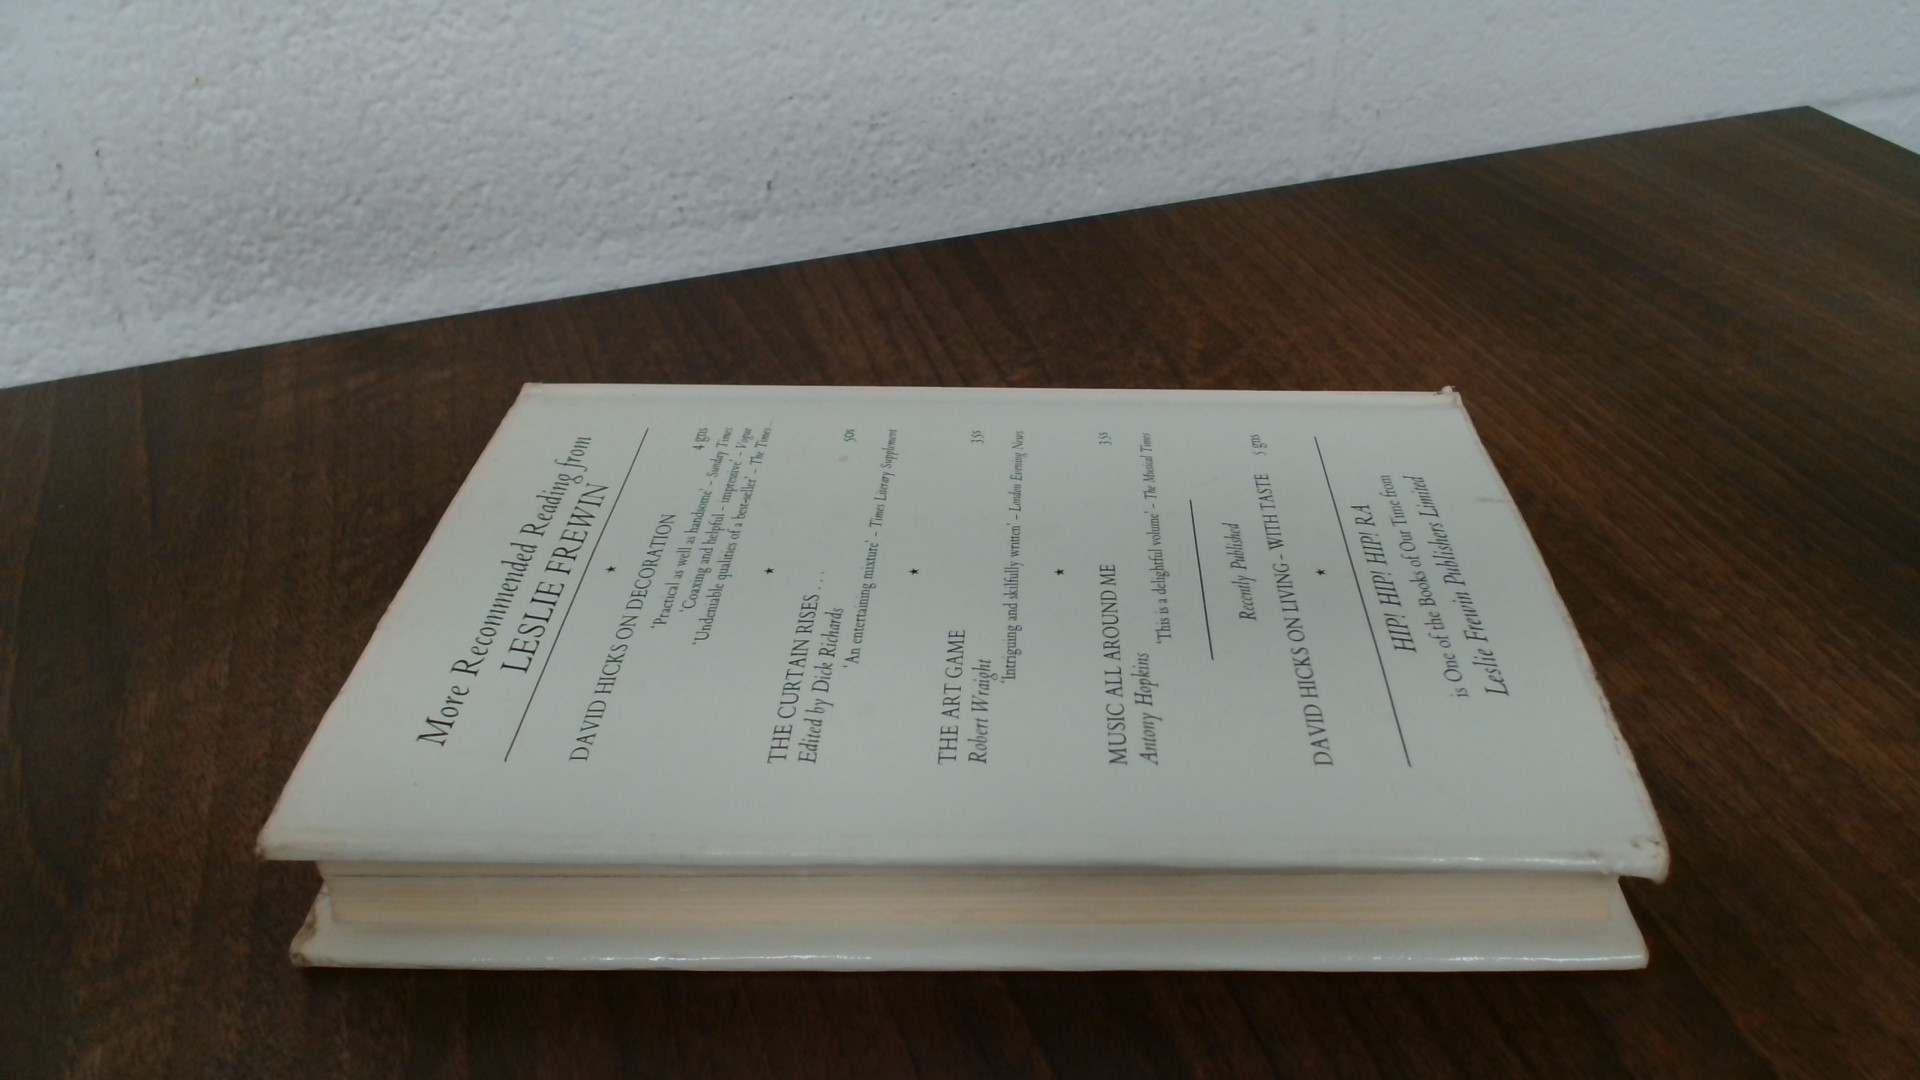 More Recommended Reading from
LESLIE FREWIN
★
DAVID HICKS ON DECORATION 4 gns
'Practical as well as handsome' – Sunday Times
'Coaxing and helpful – impressive' – Vogue
'Undeniable qualities of a best-seller' – The Times...
★
THE CURTAIN RISES . . . 50s
Edited by Dick Richards
'An entertaining mixture' – Times Literary Supplement
★
THE ART GAME 35s
Robert Wraight
'Intriguing and skilfully written' – London Evening News
★
MUSIC ALL AROUND ME 35s
Antony Hopkins
'This is a delightful volume' – The Musical Times
Recently Published
DAVID HICKS ON LIVING – WITH TASTE 5 gns
★
HIP! HIP! HIP! RA
is One of the Books of Our Time from
Leslie Frewin Publishers Limited